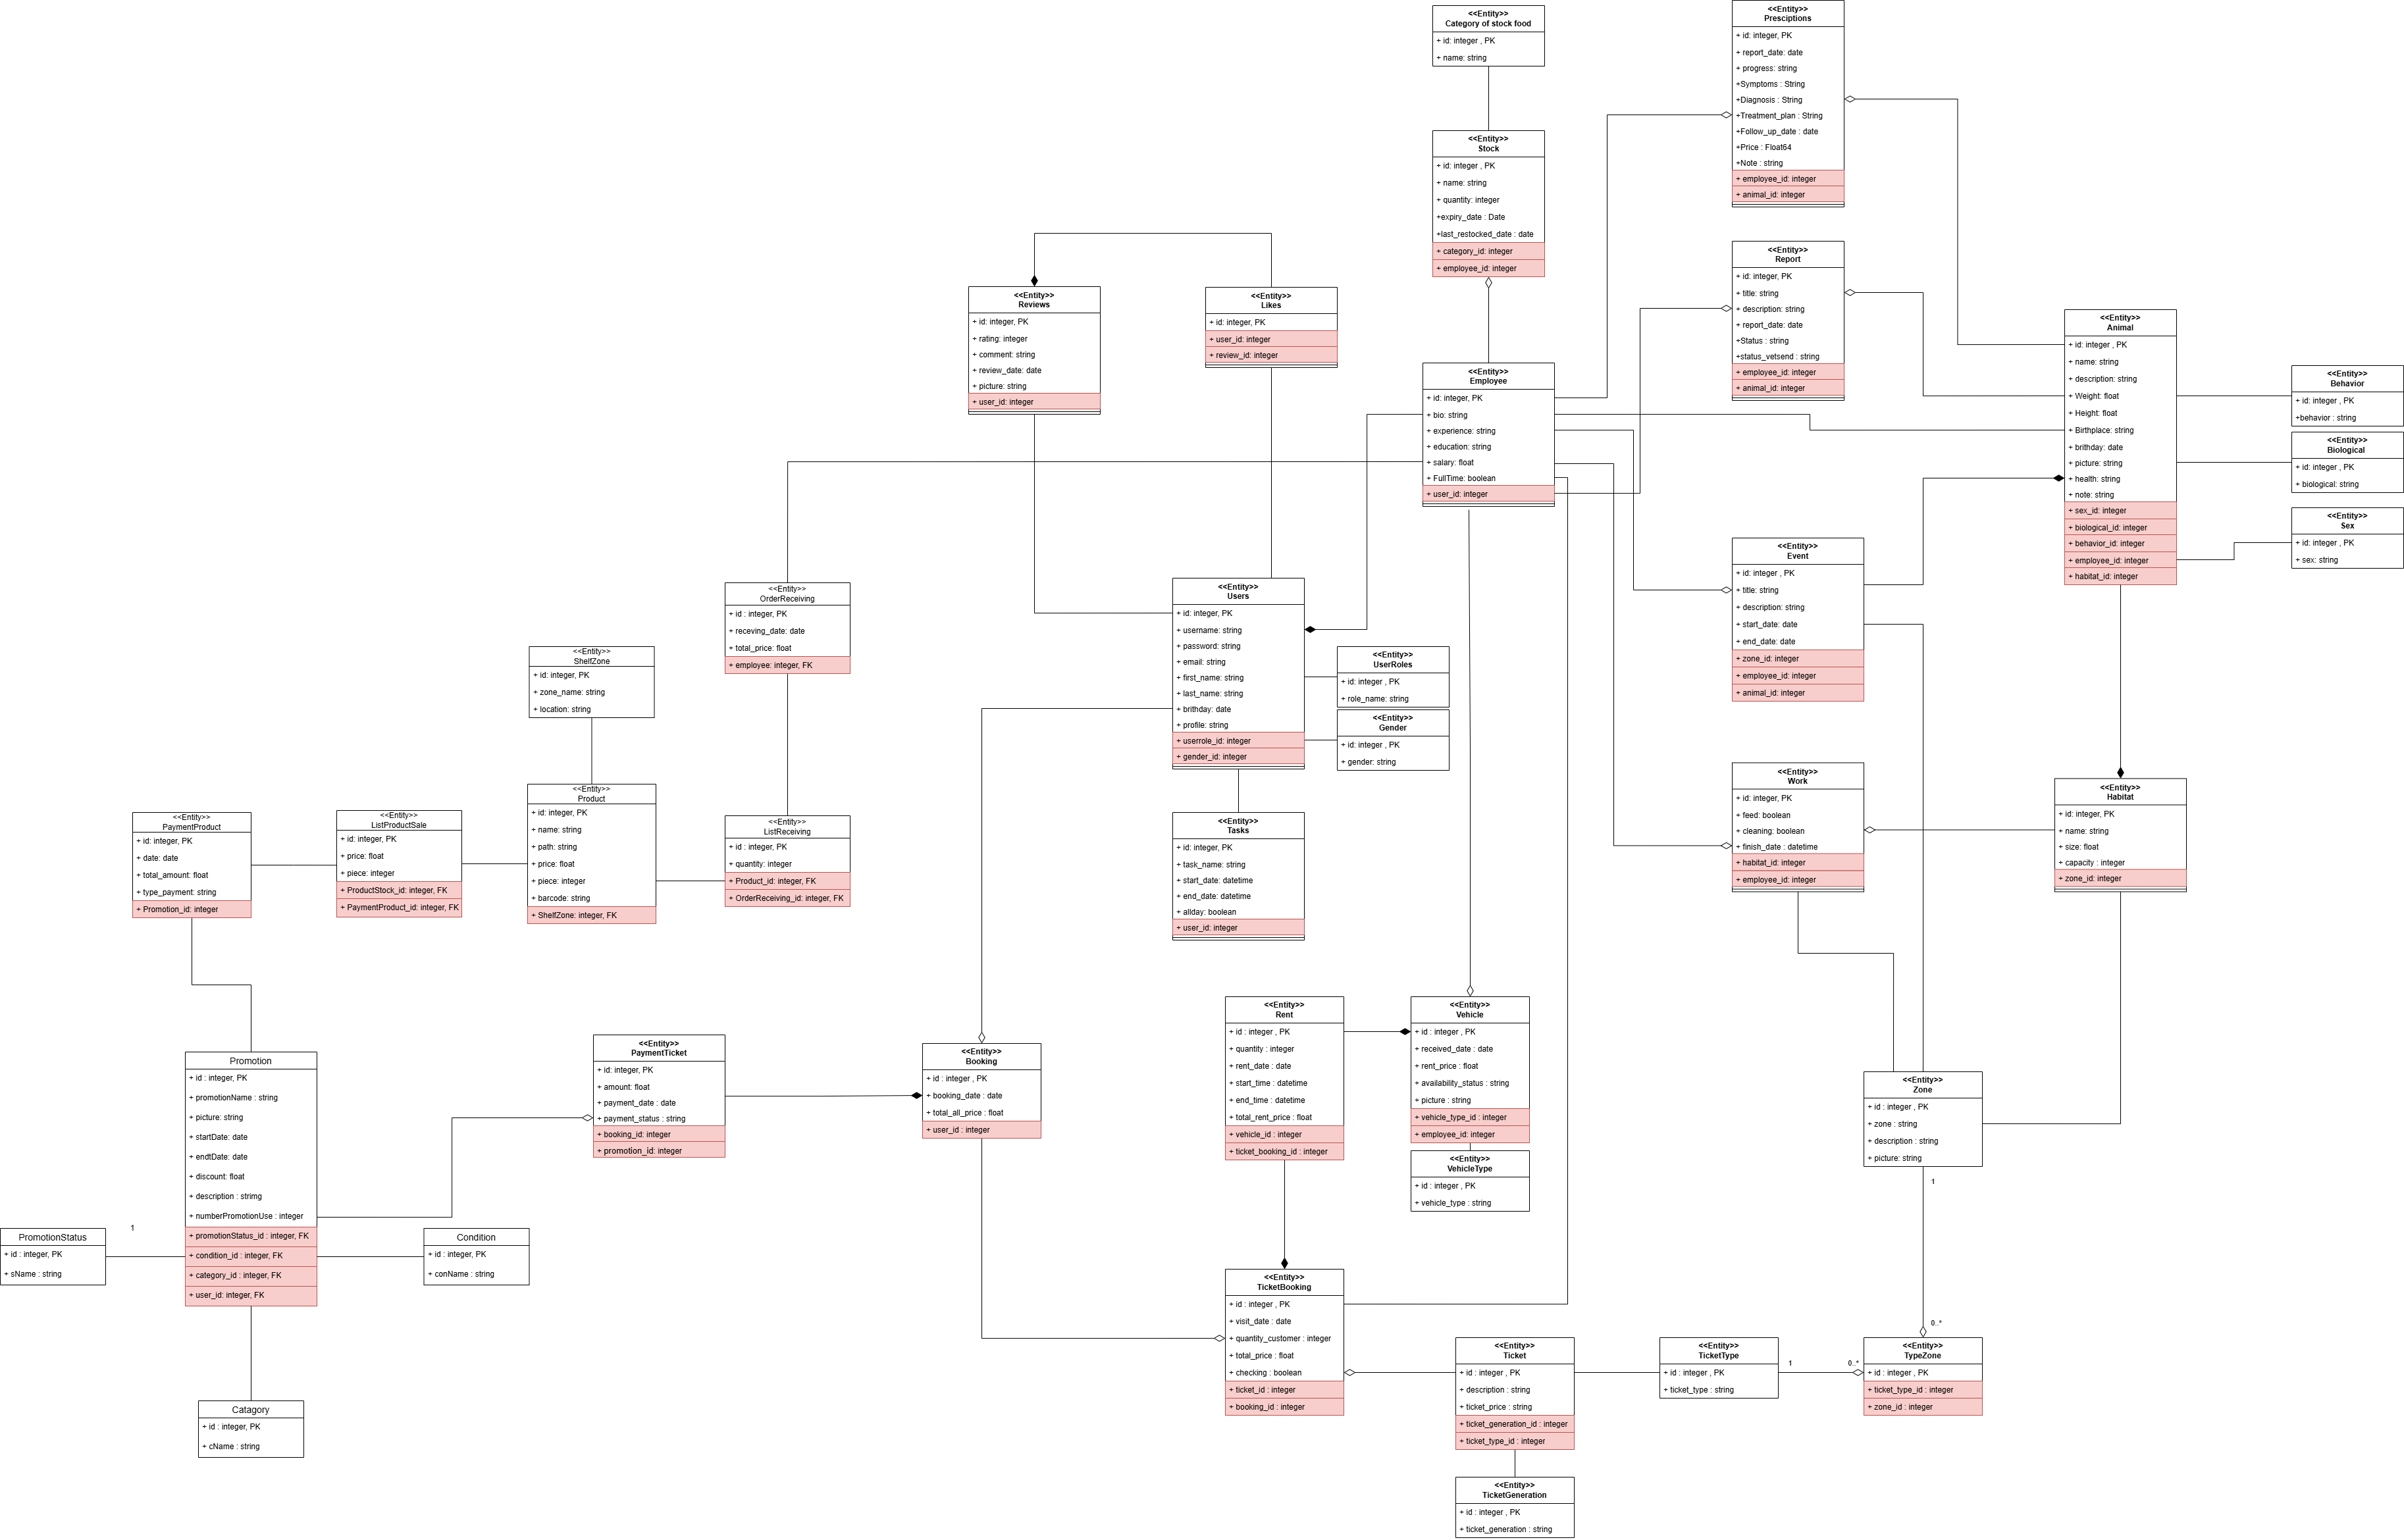 <<Entity>>
Category of stock food
+ id: integer , PK
+ name: string
<<Entity>>
Presciptions
+ id: integer, PK
+ report_date: date
+ progress: string
+Symptoms : String
+Diagnosis : String
+Treatment_plan : String
+Follow_up_date : date
+Price : Float64
+Note : string
+ employee_id: integer
+ animal_id: integer
<<Entity>>
Stock
+ id: integer , PK
+ name: string
+ quantity: integer
+expiry_date : Date
+last_restocked_date : date
+ category_id: integer
+ employee_id: integer
<<Entity>>
Report
+ id: integer, PK
+ title: string
+ description: string
+ report_date: date
+Status : string
+status_vetsend : string
+ employee_id: integer
+ animal_id: integer
<<Entity>>
Reviews
+ id: integer, PK
+ rating: integer
+ comment: string
+ review_date: date
+ picture: string
+ user_id: integer
<<Entity>>
Likes
+ id: integer, PK
+ user_id: integer
+ review_id: integer
<<Entity>>
Employee
+ id: integer, PK
+ bio: string
+ experience: string
+ education: string
+ salary: float
+ FullTime: boolean
+ user_id: integer
<<Entity>>
Animal
+ id: integer , PK
+ name: string
+ description: string
+ Weight: float
+ Height: float
+ Birthplace: string
+ brithday: date
+ picture: string
+ health: string
+ note: string
+ sex_id: integer
+ biological_id: integer
+ behavior_id: integer
+ employee_id: integer
+ habitat_id: integer
<<Entity>>
Behavior
+ id: integer , PK
+behavior : string
<<Entity>>
Biological
+ id: integer , PK
+ biological: string
<<Entity>>
Sex
+ id: integer , PK
+ sex: string
<<Entity>>
Event
+ id: integer , PK
+ title: string
+ description: string
+ start_date: date
+ end_date: date
+ zone_id: integer
+ employee_id: integer
+ animal_id: integer
<<Entity>>
OrderReceiving
+ id : integer, PK
+ receving_date: date
+ total_price: float
+ employee: integer, FK
<<Entity>>
Users
+ id: integer, PK
+ username: string
+ password: string
+ email: string
+ first_name: string
+ last_name: string
+ brithday: date
+ profile: string
+ userrole_id: integer
+ gender_id: integer
<<Entity>>
UserRoles
+ id: integer , PK
+ role_name: string
<<Entity>>
Gender
+ id: integer , PK
+ gender: string
<<Entity>>
ShelfZone
+ id: integer, PK
+ zone_name: string
+ location: string
<<Entity>>
Work
+ id: integer, PK
+ feed: boolean
+ cleaning: boolean
+ finish_date : datetime
+ habitat_id: integer
+ employee_id: integer
<<Entity>>
Habitat
+ id: integer, PK
+ name: string
+ size: float
+ capacity : integer
+ zone_id: integer
<<Entity>>
PaymentProduct
+ id: integer, PK
+ date: date
+ total_amount: float
+ type_payment: string
+ Promotion_id: integer
<<Entity>>
ListProductSale
+ id: integer, PK
+ price: float
+ piece: integer
+ ProductStock_id: integer, FK
+ PaymentProduct_id: integer, FK
<<Entity>>
Product
+ id: integer, PK
+ name: string
+ path: string
+ price: float
+ piece: integer
+ barcode: string
+ ShelfZone: integer, FK
<<Entity>>
ListReceiving
+ id : integer, PK
+ quantity: integer
+ Product_id: integer, FK
+ OrderReceiving_id: integer, FK
<<Entity>>
Tasks
+ id: integer, PK
+ task_name: string
+ start_date: datetime
+ end_date: datetime
+ allday: boolean
+ user_id: integer
<<Entity>>
Rent
+ id : integer , PK
+ quantity : integer
+ rent_date : date
+ start_time : datetime
+ end_time : datetime
+ total_rent_price : float
+ vehicle_id : integer
+ ticket_booking_id : integer
<<Entity>>
Vehicle
+ id : integer , PK
+ received_date : date
+ rent_price : float
+ availability_status : string
+ picture : string
+ vehicle_type_id : integer
+ employee_id: integer
<<Entity>>
VehicleType
+ id : integer , PK
+ vehicle_type : string
Promotion
+ id : integer, PK
+ promotionName : string
+ picture: string
+ startDate: date
+ endtDate: date
+ discount: float
+ description : strimg
+ numberPromotionUse : integer
+ promotionStatus_id : integer, FK
+ condition_id : integer, FK
+ category_id : integer, FK
+ user_id: integer, FK
<<Entity>>
PaymentTicket
+ id: integer, PK
+ amount: float
+ payment_date : date
+ payment_status : string
+ booking_id: integer
+ promotion_id: integer
<<Entity>>
Booking
+ id : integer , PK
+ booking_date : date
+ total_all_price : float
+ user_id : integer
<<Entity>>
Zone
+ id : integer , PK
+ zone : string
+ description : string
+ picture: string
1
0..*
1
PromotionStatus
+ id : integer, PK
+ sName : string
Condition
+ id : integer, PK
+ conName : string
<<Entity>>
TicketBooking
+ id : integer , PK
+ visit_date : date
+ quantity_customer : integer
+ total_price : float
+ checking : boolean
+ ticket_id : integer
+ booking_id : integer
<<Entity>>
Ticket
+ id : integer , PK
+ description : string
+ ticket_price : string
+ ticket_generation_id : integer
+ ticket_type_id : integer
<<Entity>>
TicketType
+ id : integer , PK
+ ticket_type : string
1
0..*
<<Entity>>
TypeZone
+ id : integer , PK
+ ticket_type_id : integer
+ zone_id : integer
Catagory
+ id : integer, PK
+ cName : string
<<Entity>>
TicketGeneration
+ id : integer , PK
+ ticket_generation : string